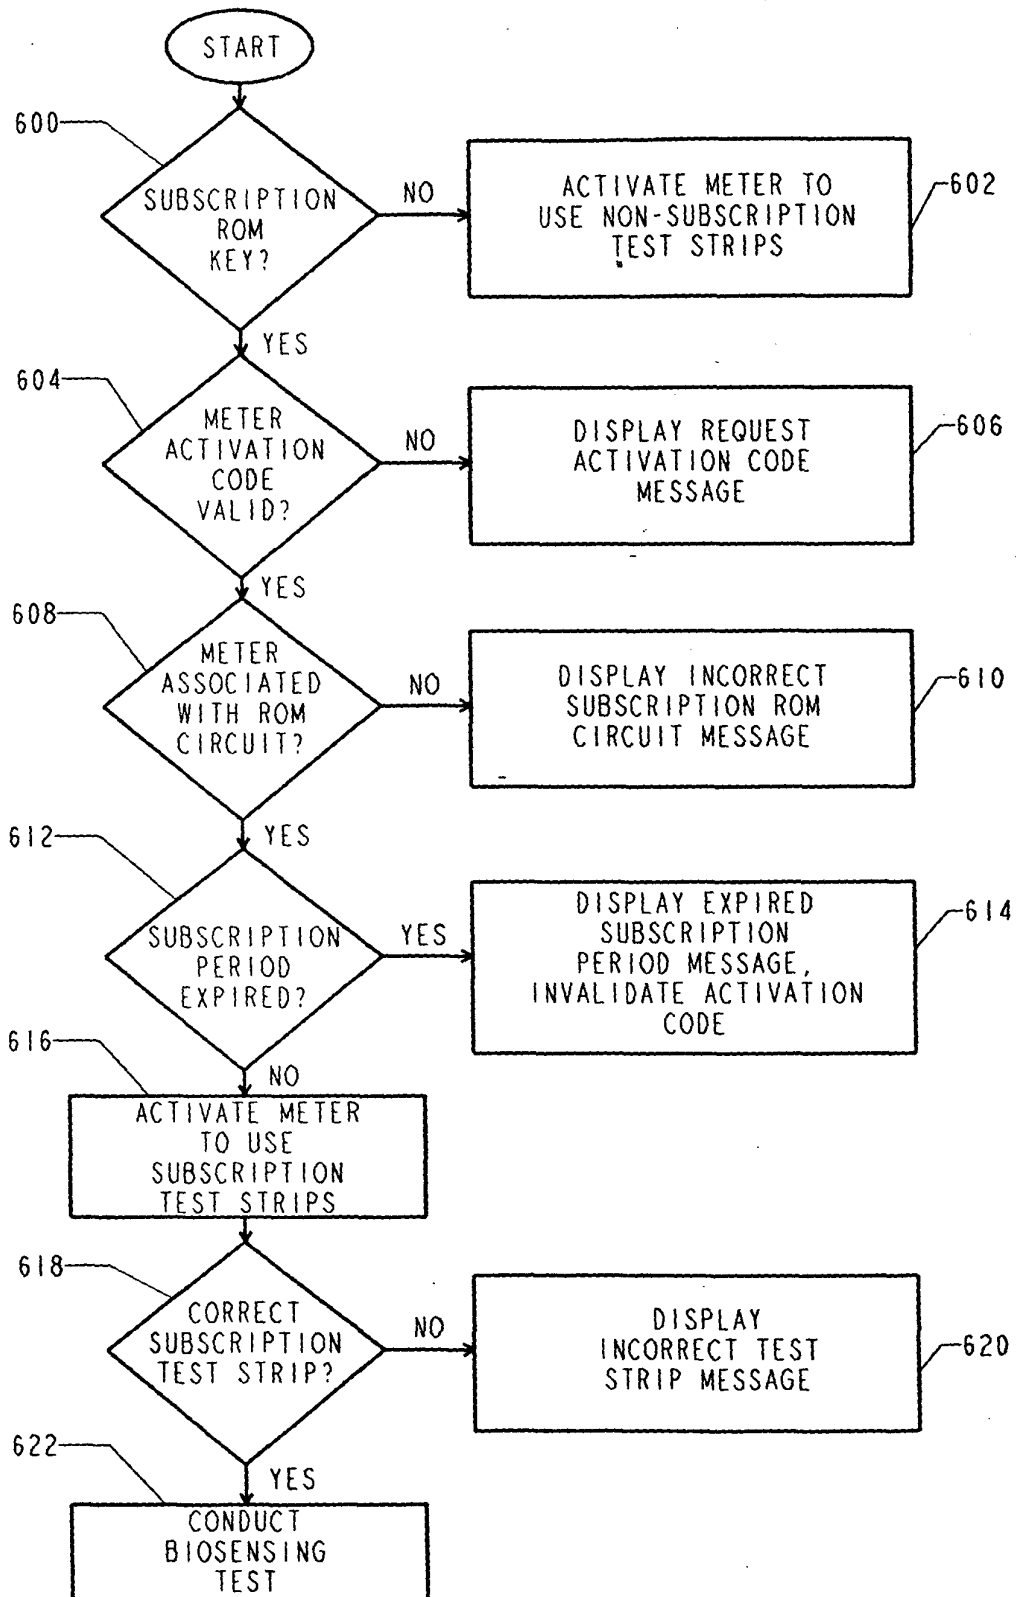 START
600
SUBSCRIPTION
ROM
KEY?
NO
ACTIVATE METER TO
USE NON-SUBSCRIPTION
TEST STRIPS
602
YES
604
METER
ACTIVATION
CODE
VALID?
NO
DISPLAY REQUEST
ACTIVATION CODE
MESSAGE
606
YES
608
METER
ASSOCIATED
WITH ROM
CIRCUIT?
NO
DISPLAY INCORRECT
SUBSCRIPTION ROM
CIRCUIT MESSAGE
610
YES
612
SUBSCRIPTION
PERIOD
EXPIRED?
YES
DISPLAY EXPIRED
SUBSCRIPTION
PERIOD MESSAGE,
INVALIDATE ACTIVATION
CODE
614
NO
616
ACTIVATE METER
TO USE
SUBSCRIPTION
TEST STRIPS
618
CORRECT
SUBSCRIPTION
TEST STRIP?
NO
DISPLAY
INCORRECT TEST
STRIP MESSAGE
620
YES
622
CONDUCT
BIOSENSING
TEST